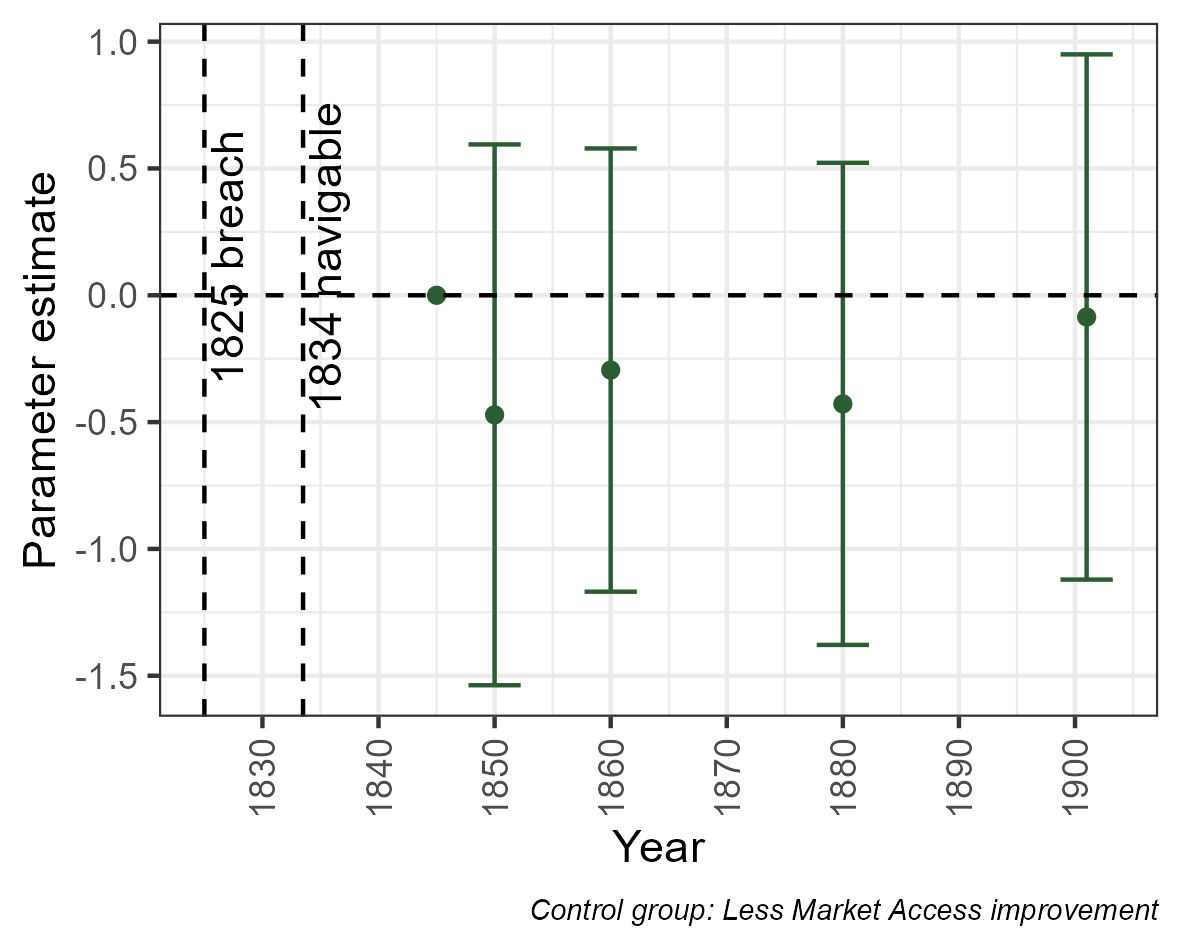 1.0
0.5
0.0
-0.5
-1.0
-1.5
Parameter estimate
1825 breach
1834 navigable
1830
1840
1850
1860
1870
1880
1890
1900
Year
Control group: Less Market Access improvement